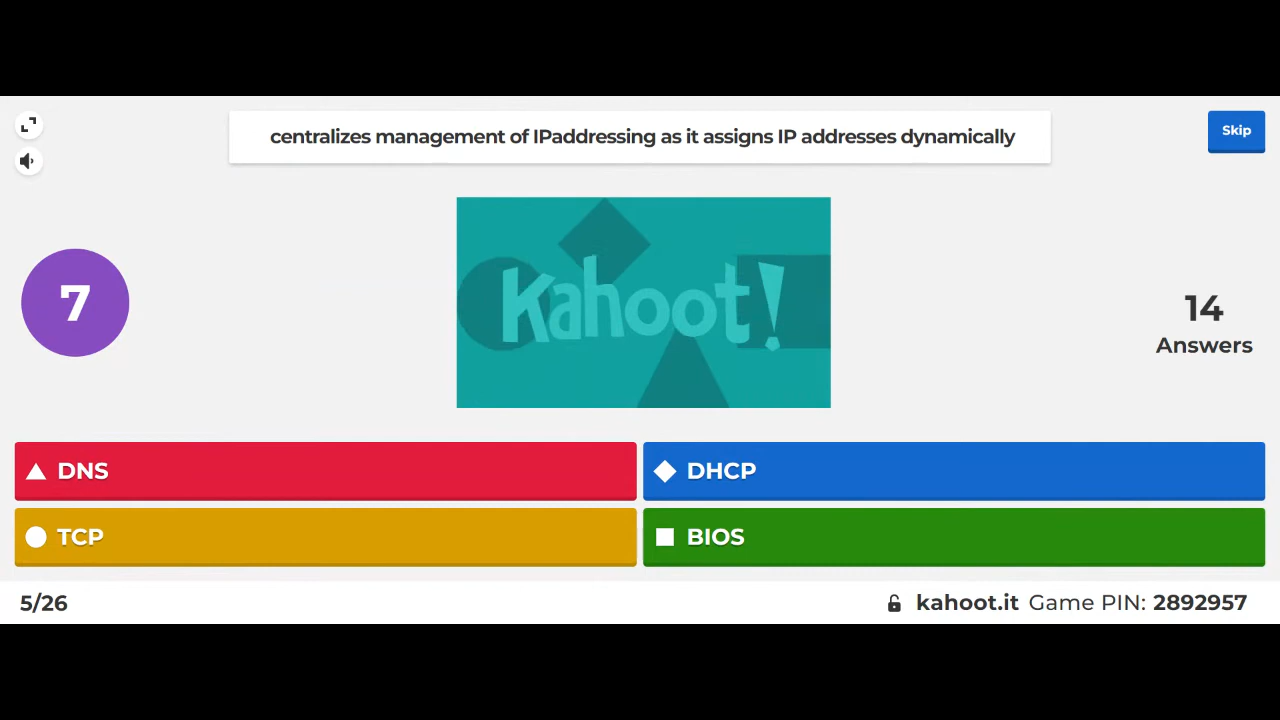 centralizes management of IPaddressing as it assigns IP addresses dynamically
Skip
7
Kahoot!
14
Answers
DNS
DHCP
TCP
BIOS
5/26
kahoot.it Game PIN: 2892957